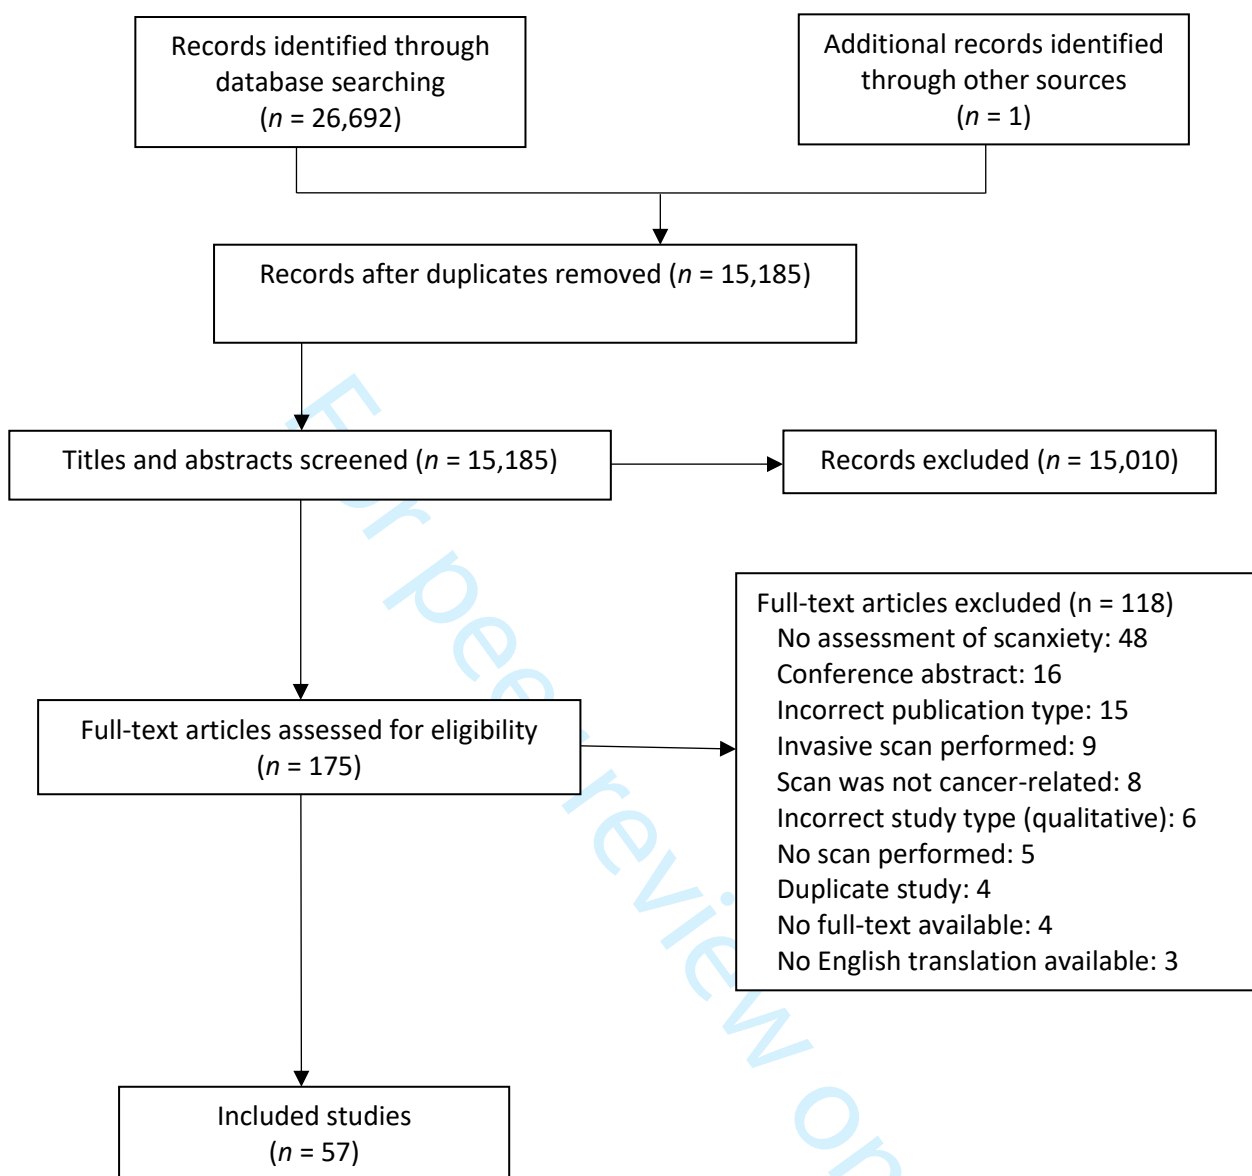 Records identified through
database searching
(n = 26,692)
Additional records identified
through other sources
(n = 1)
Records after duplicates removed (n = 15,185)
Titles and abstracts screened (n = 15,185)
Records excluded (n = 15,010)
Full-text articles assessed for eligibility
(n = 175)
Full-text articles excluded (n = 118)
No assessment of scanxiety: 48
Conference abstract: 16
Incorrect publication type: 15
Invasive scan performed: 9
Scan was not cancer-related: 8
Incorrect study type (qualitative): 6
No scan performed: 5
Duplicate study: 4
No full-text available: 4
No English translation available: 3
Included studies
(n = 57)
For peer review on